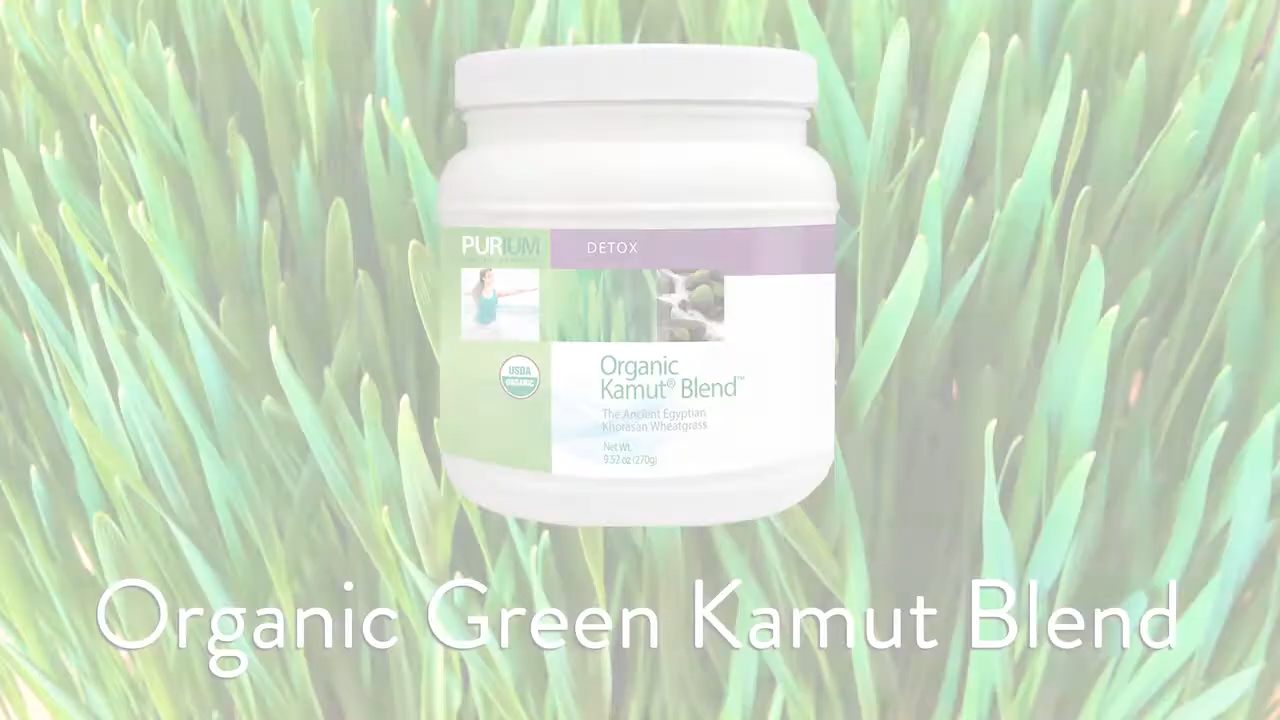 PURIUM
DETOX
USDA
ORGANIC
Organic
Kamut® Blend™
The Ancient Egyptian
Khorasan Wheatgrass
Net Wt.
9.52 oz (270g)
Organic Green Kamut Blend